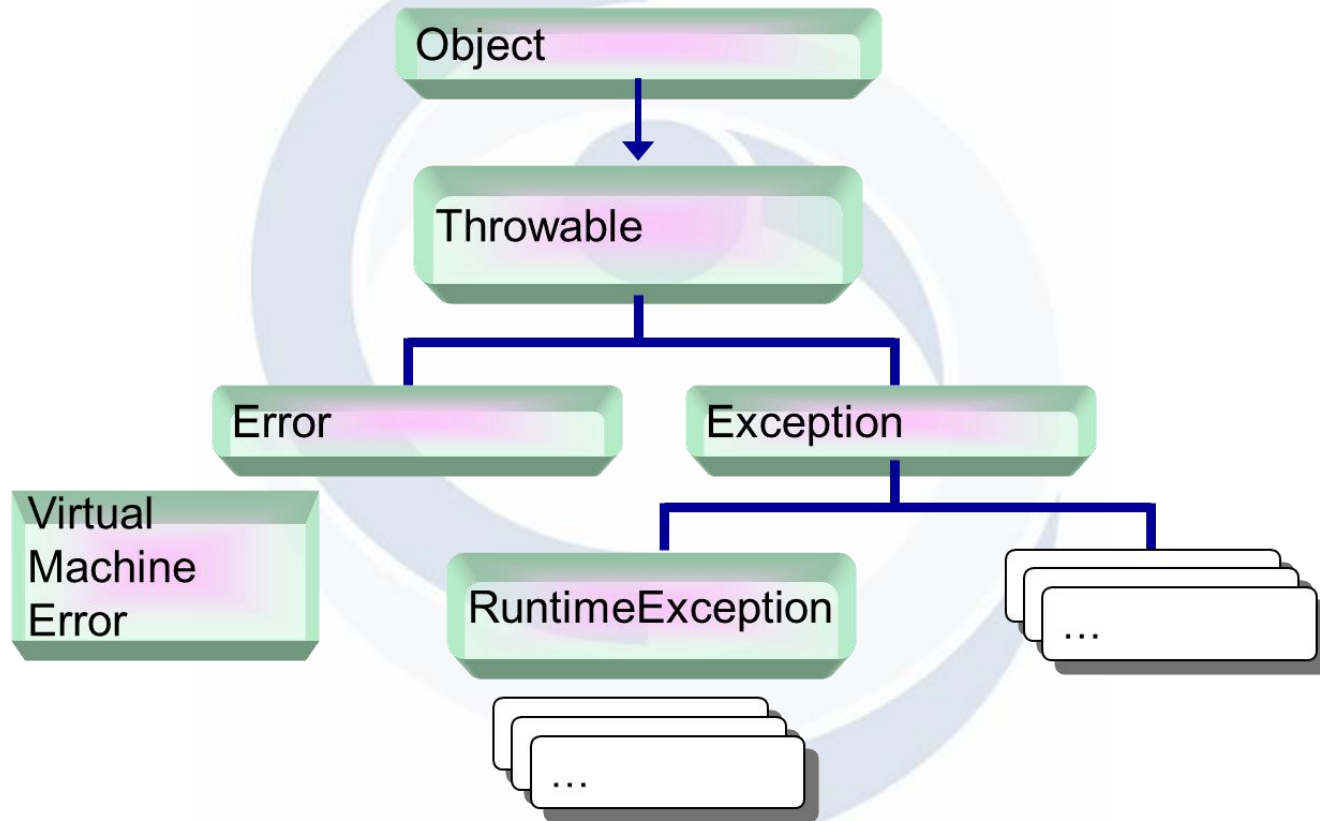 Object
Throwable
Error
Exception
Virtual
Machine
Error
RuntimeException
...
...